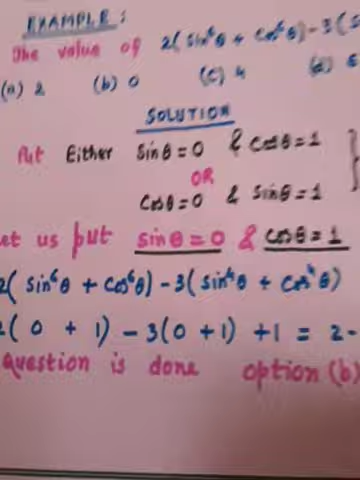 EXAMPLE:
The value of 2(sin⁶θ + cos⁶θ) - 3(s
(a) 2 (b) 0 (c) 4 (d) 6
SOLUTION
Put Either Sinθ = 0 & Cosθ = 1
OR
Cosθ = 0 & Sinθ = 1
et us put sinθ = 0 & cosθ = 1
2( sin⁶θ + cos⁶θ) - 3( sin⁴θ + cos⁴θ)
( 0 + 1) - 3(0 + 1) + 1 = 2 -
Question is done option (b)